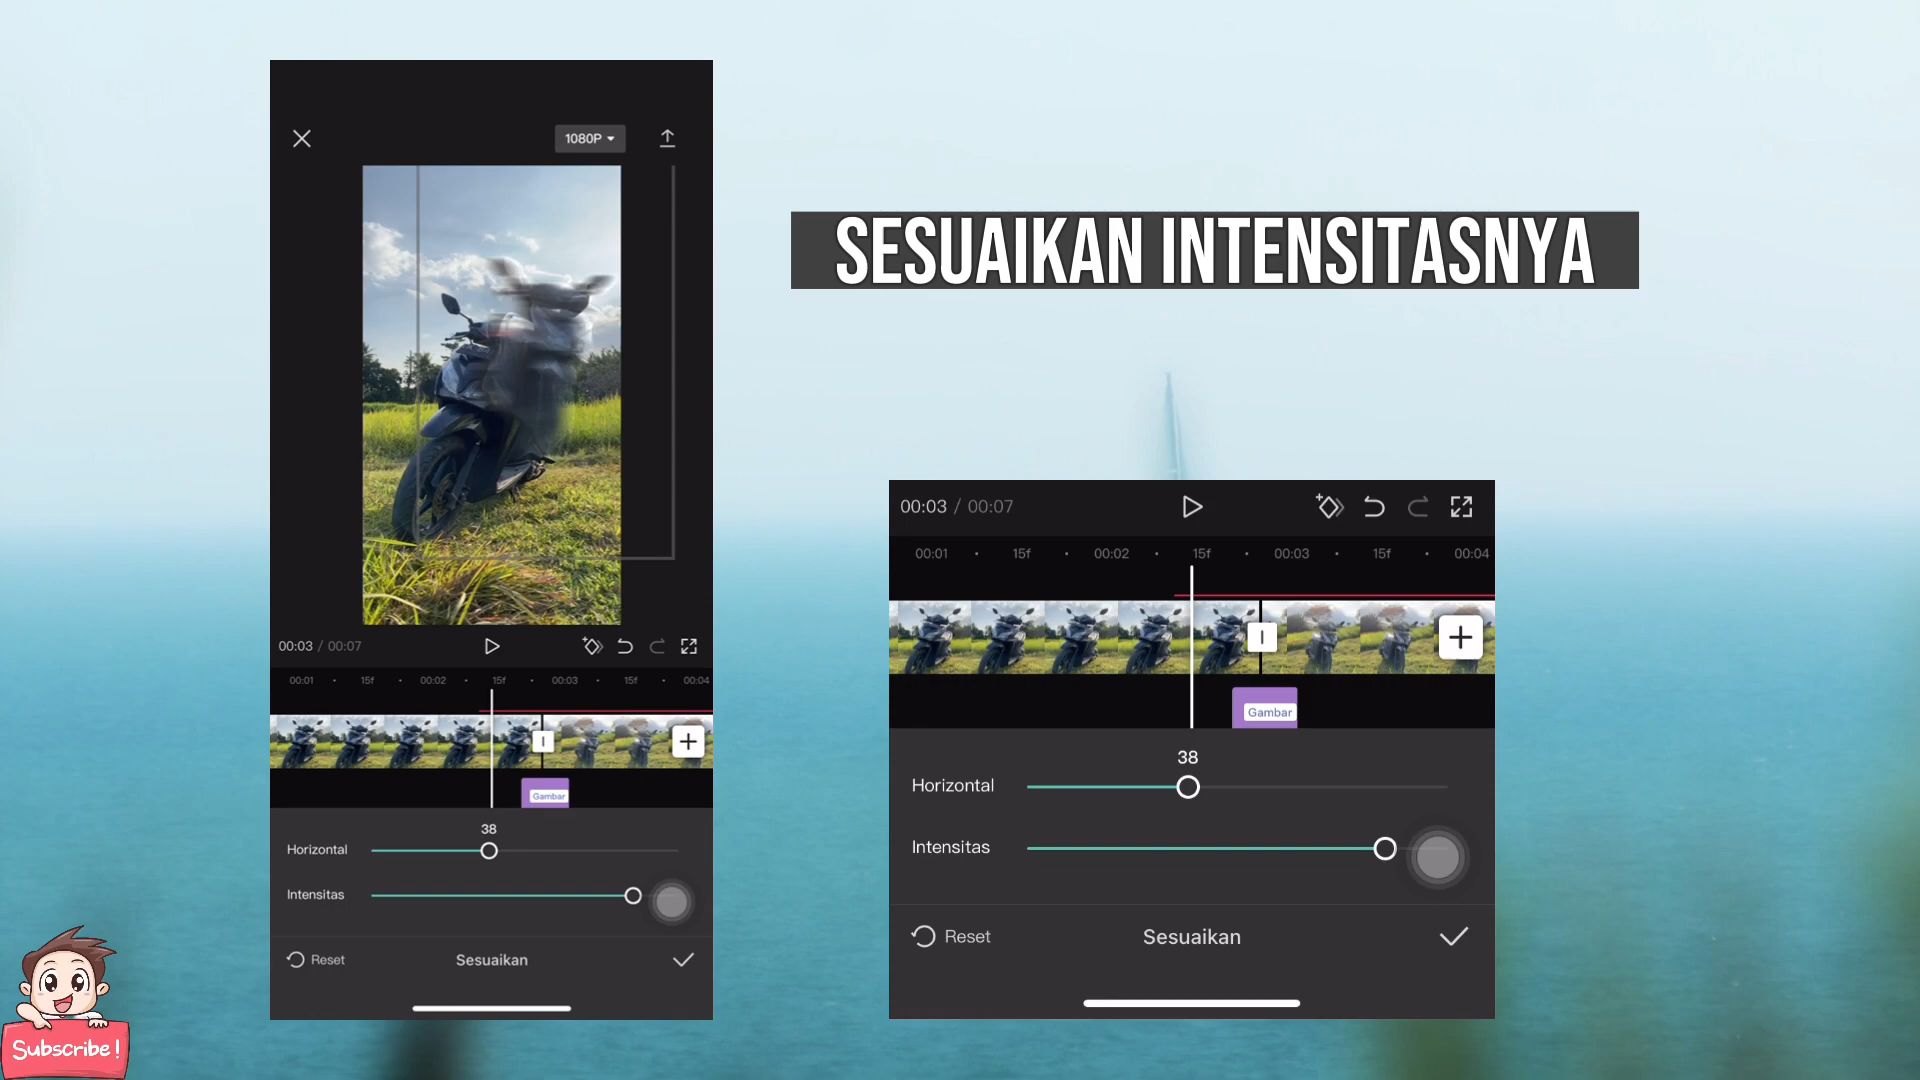 1080P
SESUAIKAN INTENSITASNYA
00:03 / 00:07
00:01 15f 00:02 15f 00:03 15f 00:04
Gambar
38
Horizontal
Intensitas
Reset Sesuaikan
00:03 / 00:07
00:01 15f 00:02 15f 00:03 15f 00:04
Gambar
38
Horizontal
Intensitas
Reset Sesuaikan
Subscribe !